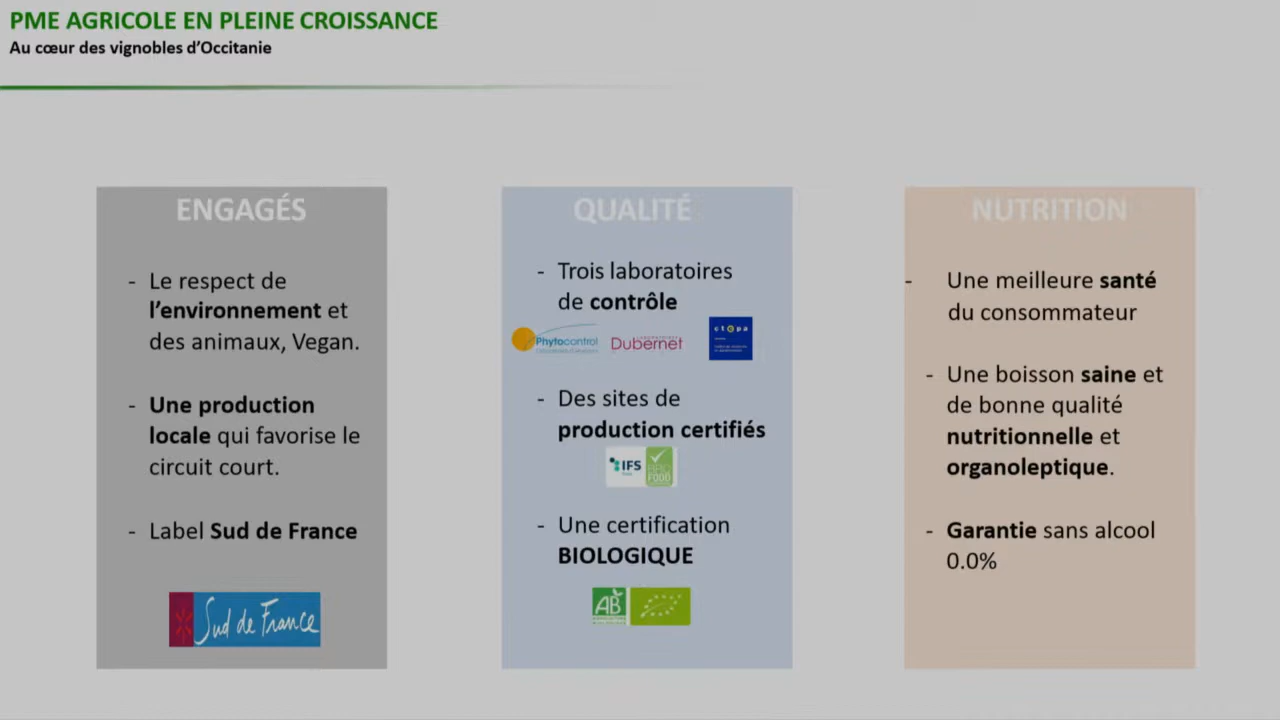 PME AGRICOLE EN PLEINE CROISSANCE
Au cœur des vignobles d'Occitanie
ENGAGÉS
- Le respect de
l'environnement et
des animaux, Vegan.
- Une production
locale qui favorise le
circuit court.
- Label Sud de France
Sud de France
QUALITÉ
- Trois laboratoires
de contrôle
Phytocontrol
Dubernet
ctcpa
- Des sites de
production certifiés
IFS
BRC
FOOD
- Une certification
BIOLOGIQUE
AB
NUTRITION
- Une meilleure santé
du consommateur
- Une boisson saine et
de bonne qualité
nutritionnelle et
organoleptique.
- Garantie sans alcool
0.0%